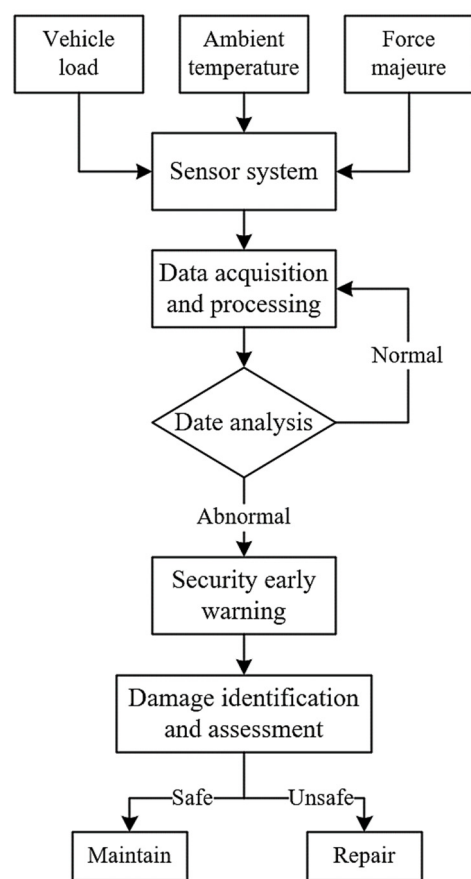 Vehicle
load
Ambient
temperature
Force
majeure
Sensor system
Data acquisition
and processing
Normal
Date analysis
Abnormal
Security early
warning
Damage identification
and assessment
Safe
Unsafe
Maintain
Repair